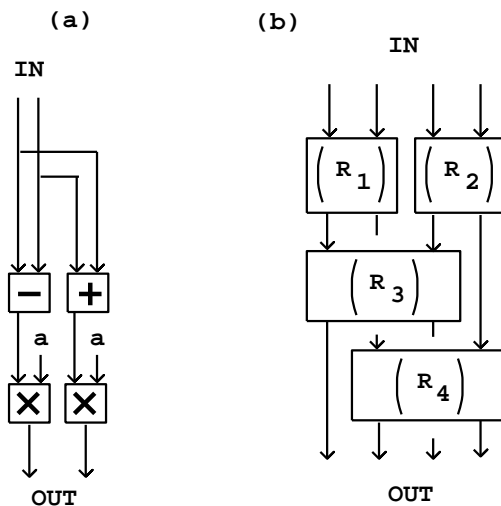 (a)
IN
− +
a a
× ×
OUT
(b)
IN
(R1) (R2)
(R3)
(R4)
OUT